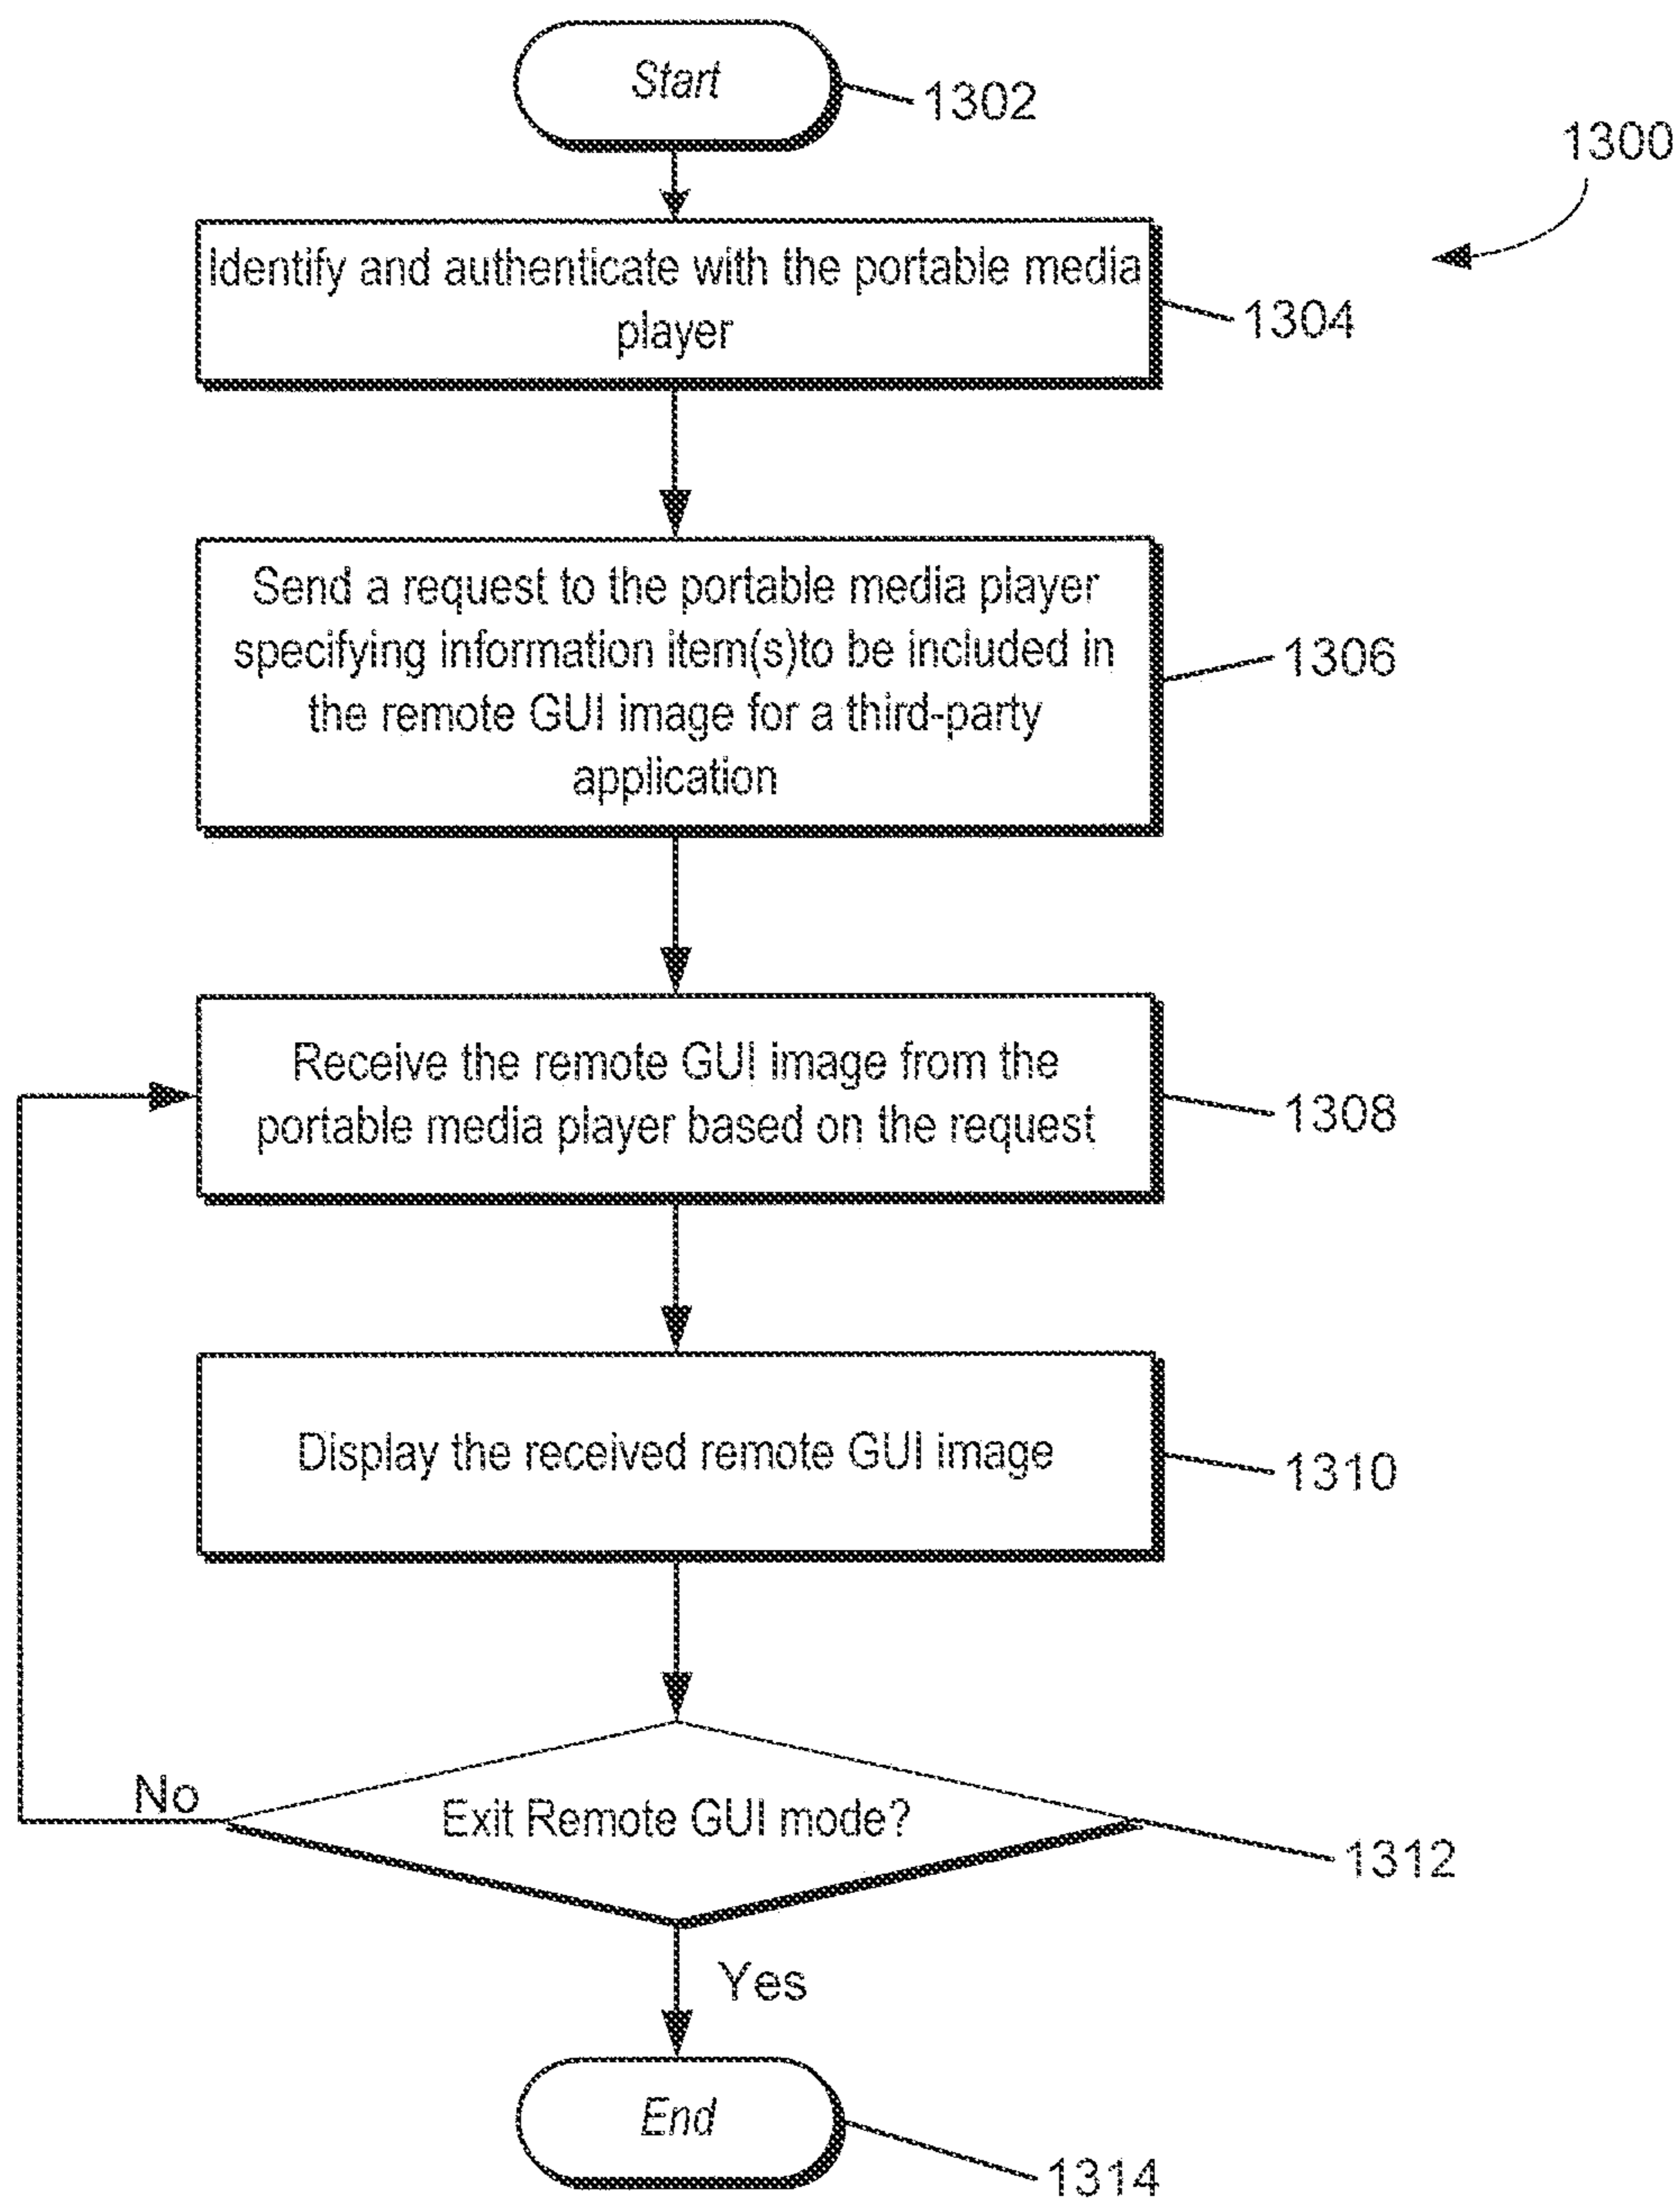 Start
1302
1300
Identify and authenticate with the portable media
player
1304
Send a request to the portable media player
specifying information item(s)to be included in
the remote GUI image for a third-party
application
1306
Receive the remote GUI image from the
portable media player based on the request
1308
Display the received remote GUI image
1310
Exit Remote GUI mode?
No
1312
Yes
End
1314